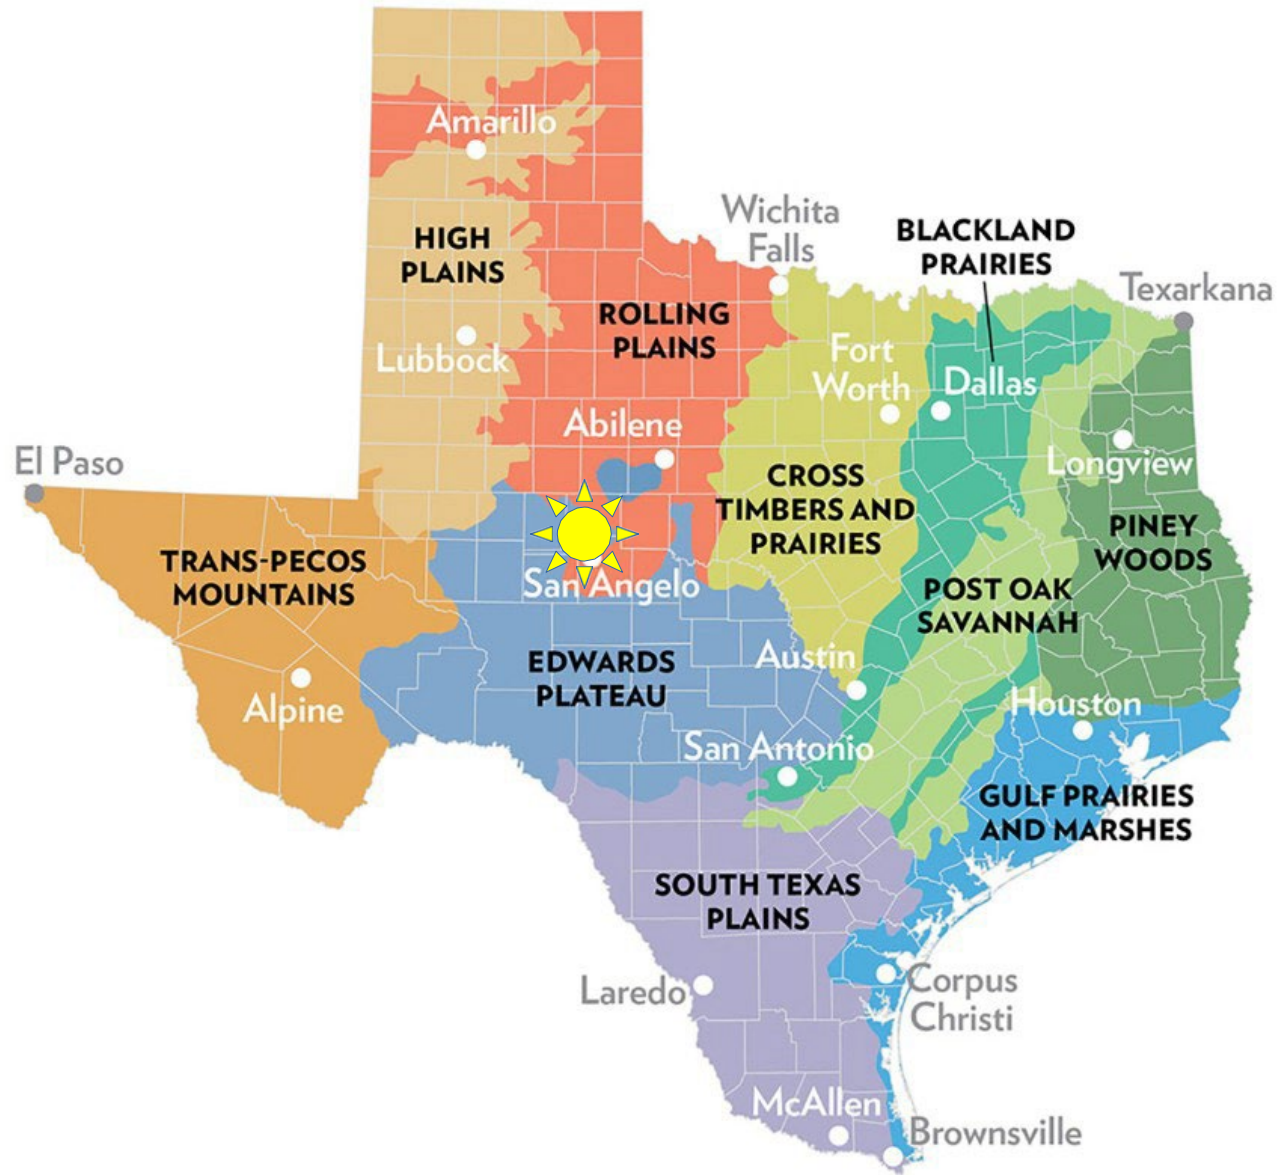 Amarillo
HIGH
PLAINS
Wichita
Falls
BLACKLAND
PRAIRIES
Texarkana
ROLLING
PLAINS
Lubbock
Fort
Worth
Dallas
Abilene
El Paso
Longview
CROSS
TIMBERS AND
PRAIRIES
PINEY
WOODS
TRANS-PECOS
MOUNTAINS
San Angelo
POST OAK
SAVANNAH
EDWARDS
PLATEAU
Austin
Alpine
Houston
San Antonio
GULF PRAIRIES
AND MARSHES
SOUTH TEXAS
PLAINS
Laredo
Corpus
Christi
McAllen
Brownsville